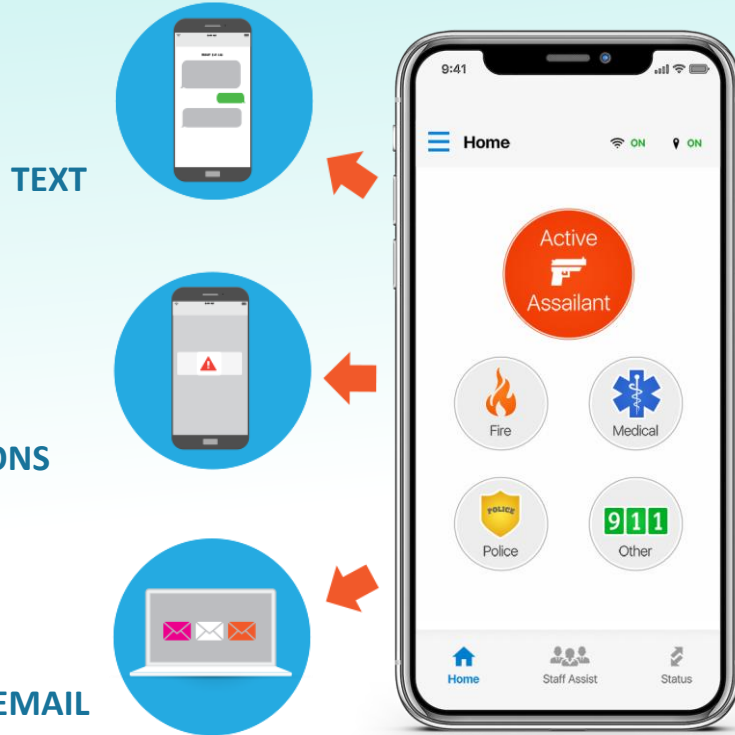 TEXT
ONS
EMAIL
9:41
Home
ON
ON
Active
Assailant
Fire
Medical
POLICE
Police
911
Other
Home
Staff Assist
Status